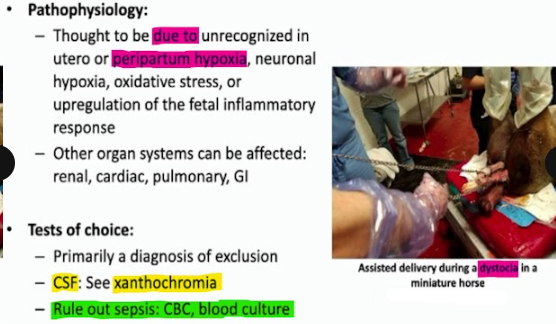 • Pathophysiology:
– Thought to be due to unrecognized in
utero or peripartum hypoxia, neuronal
hypoxia, oxidative stress, or
upregulation of the fetal inflammatory
response
– Other organ systems can be affected:
renal, cardiac, pulmonary, GI
• Tests of choice:
– Primarily a diagnosis of exclusion
– CSF: See xanthochromia
– Rule out sepsis: CBC, blood culture
Assisted delivery during a dystocia in a
miniature horse